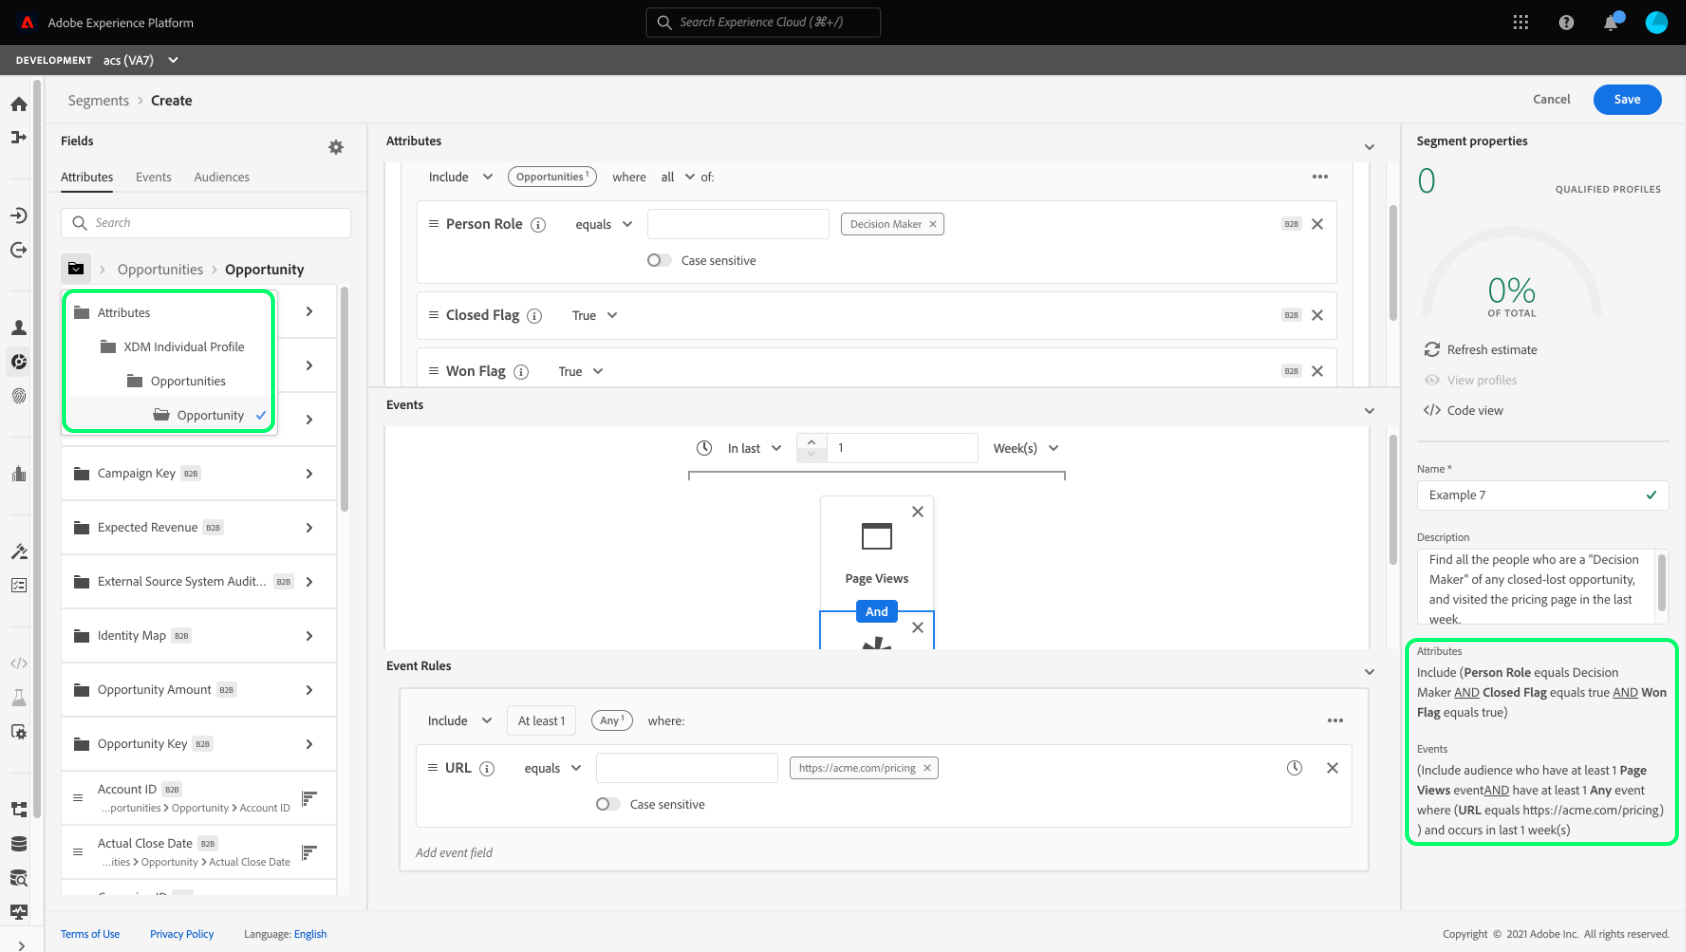 Adobe Experience Platform
Search Experience Cloud (⌘+/)
DEVELOPMENT acs (VA7)
Segments > Create
Cancel
Save
Fields
Attributes
Events
Audiences
Search
Opportunities > Opportunity
Attributes
XDM Individual Profile
Opportunities
Opportunity
Campaign Key B2B
Expected Revenue B2B
External Source System Audit... B2B
Identity Map B2B
Opportunity Amount B2B
Opportunity Key B2B
Account ID B2B
...portunities > Opportunity > Account ID
Actual Close Date B2B
...ities > Opportunity > Actual Close Date
Attributes
Include Opportunities 1 where all of:
Person Role equals Decision Maker B2B
Case sensitive
Closed Flag True B2B
Won Flag True B2B
Events
In last 1 Week(s)
Page Views
And
Event Rules
Include At least 1 Any 1 where:
URL equals https://acme.com/pricing
Case sensitive
Add event field
Segment properties
0 QUALIFIED PROFILES
0%
OF TOTAL
Refresh estimate
View profiles
Code view
Name *
Example 7
Description
Find all the people who are a "Decision
Maker" of any closed-lost opportunity,
and visited the pricing page in the last
week.
Attributes
Include (Person Role equals Decision
Maker AND Closed Flag equals true AND Won
Flag equals true)
Events
(Include audience who have at least 1 Page
Views eventAND have at least 1 Any event
where (URL equals https://acme.com/pricing)
) and occurs in last 1 week(s)
Terms of Use
Privacy Policy
Language: English
Copyright © 2021 Adobe Inc. All rights reserved.